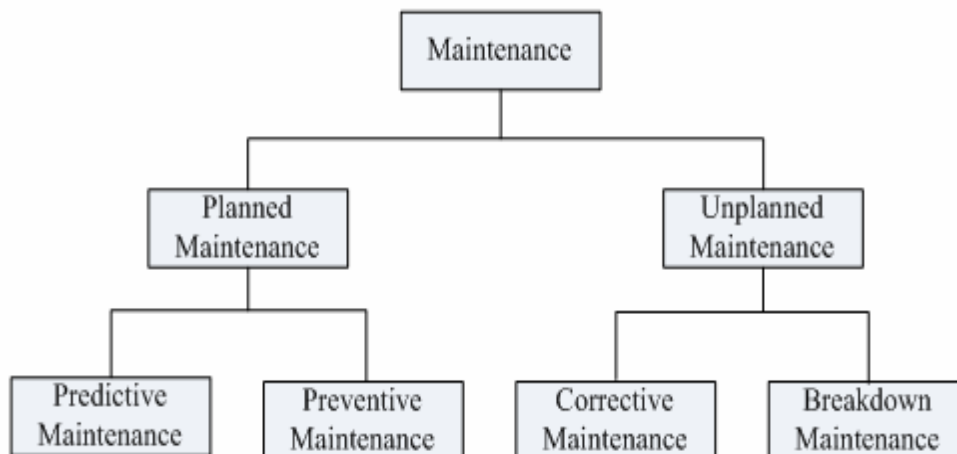 Maintenance
Planned
Maintenance
Unplanned
Maintenance
Predictive
Maintenance
Preventive
Maintenance
Corrective
Maintenance
Breakdown
Maintenance